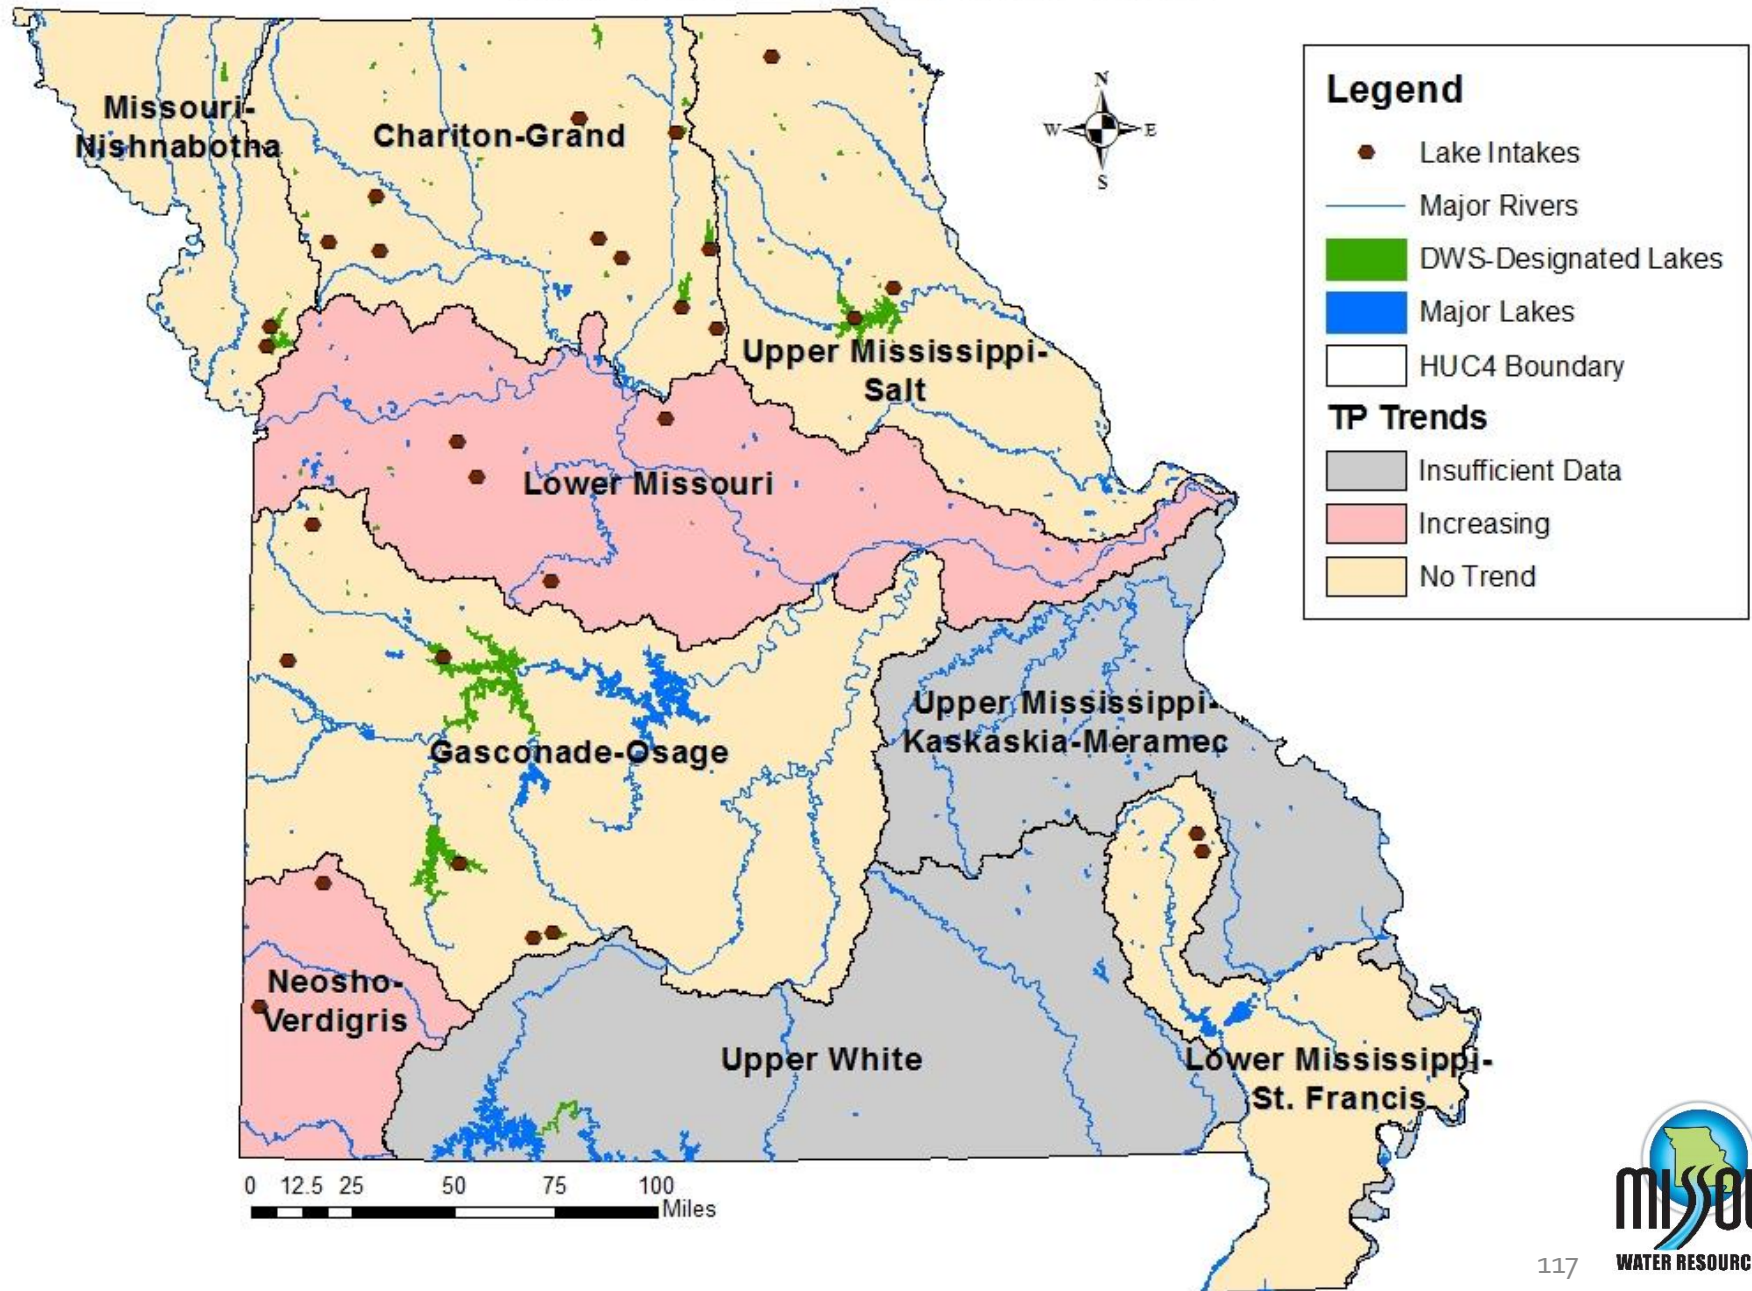 Missouri-
Nishnabotna
Chariton-Grand
N
W
E
S
Upper Mississippi-
Salt
Lower Missouri
Gasconade-Osage
Upper Mississippi-
Kaskaskia-Meramec
Neosho-
Verdigris
Upper White
Lower Mississippi-
St. Francis
Legend
Lake Intakes
Major Rivers
DWS-Designated Lakes
Major Lakes
HUC4 Boundary
TP Trends
Insufficient Data
Increasing
No Trend
0 12.5 25 50 75 100
Miles
117
MISSOU
WATER RESOURC